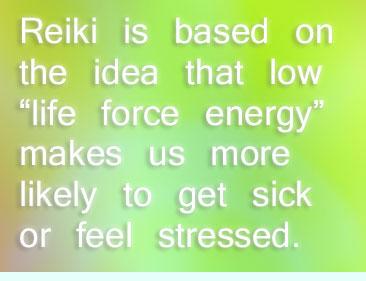 Reiki is based on
the idea that low
“life force energy”
makes us more
likely to get sick
or feel stressed.